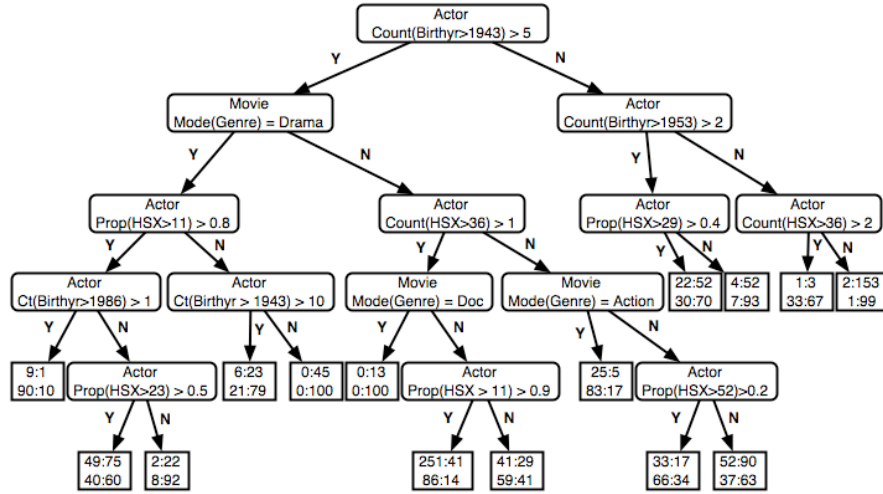 Actor
Count(Birthyr>1943) > 5
Y
N
Movie
Mode(Genre) = Drama
Actor
Count(Birthyr>1953) > 2
Y
N
Y
N
Actor
Prop(HSX>11) > 0.8
Actor
Count(HSX>36) > 1
Actor
Prop(HSX>29) > 0.4
Actor
Count(HSX>36) > 2
Y
N
Y
N
Y
N
Y
N
Actor
Ct(Birthyr>1986) > 1
Actor
Ct(Birthyr > 1943) > 10
Movie
Mode(Genre) = Doc
Movie
Mode(Genre) = Action
22:52
30:70
4:52
7:93
1:3
33:67
2:153
1:99
Y
N
Y
N
Y
N
Y
N
9:1
90:10
Actor
Prop(HSX>23) > 0.5
6:23
21:79
0:45
0:100
0:13
0:100
Actor
Prop(HSX > 11) > 0.9
25:5
83:17
Actor
Prop(HSX>52)>0.2
Y
N
Y
N
Y
N
49:75
40:60
2:22
8:92
251:41
86:14
41:29
59:41
33:17
66:34
52:90
37:63